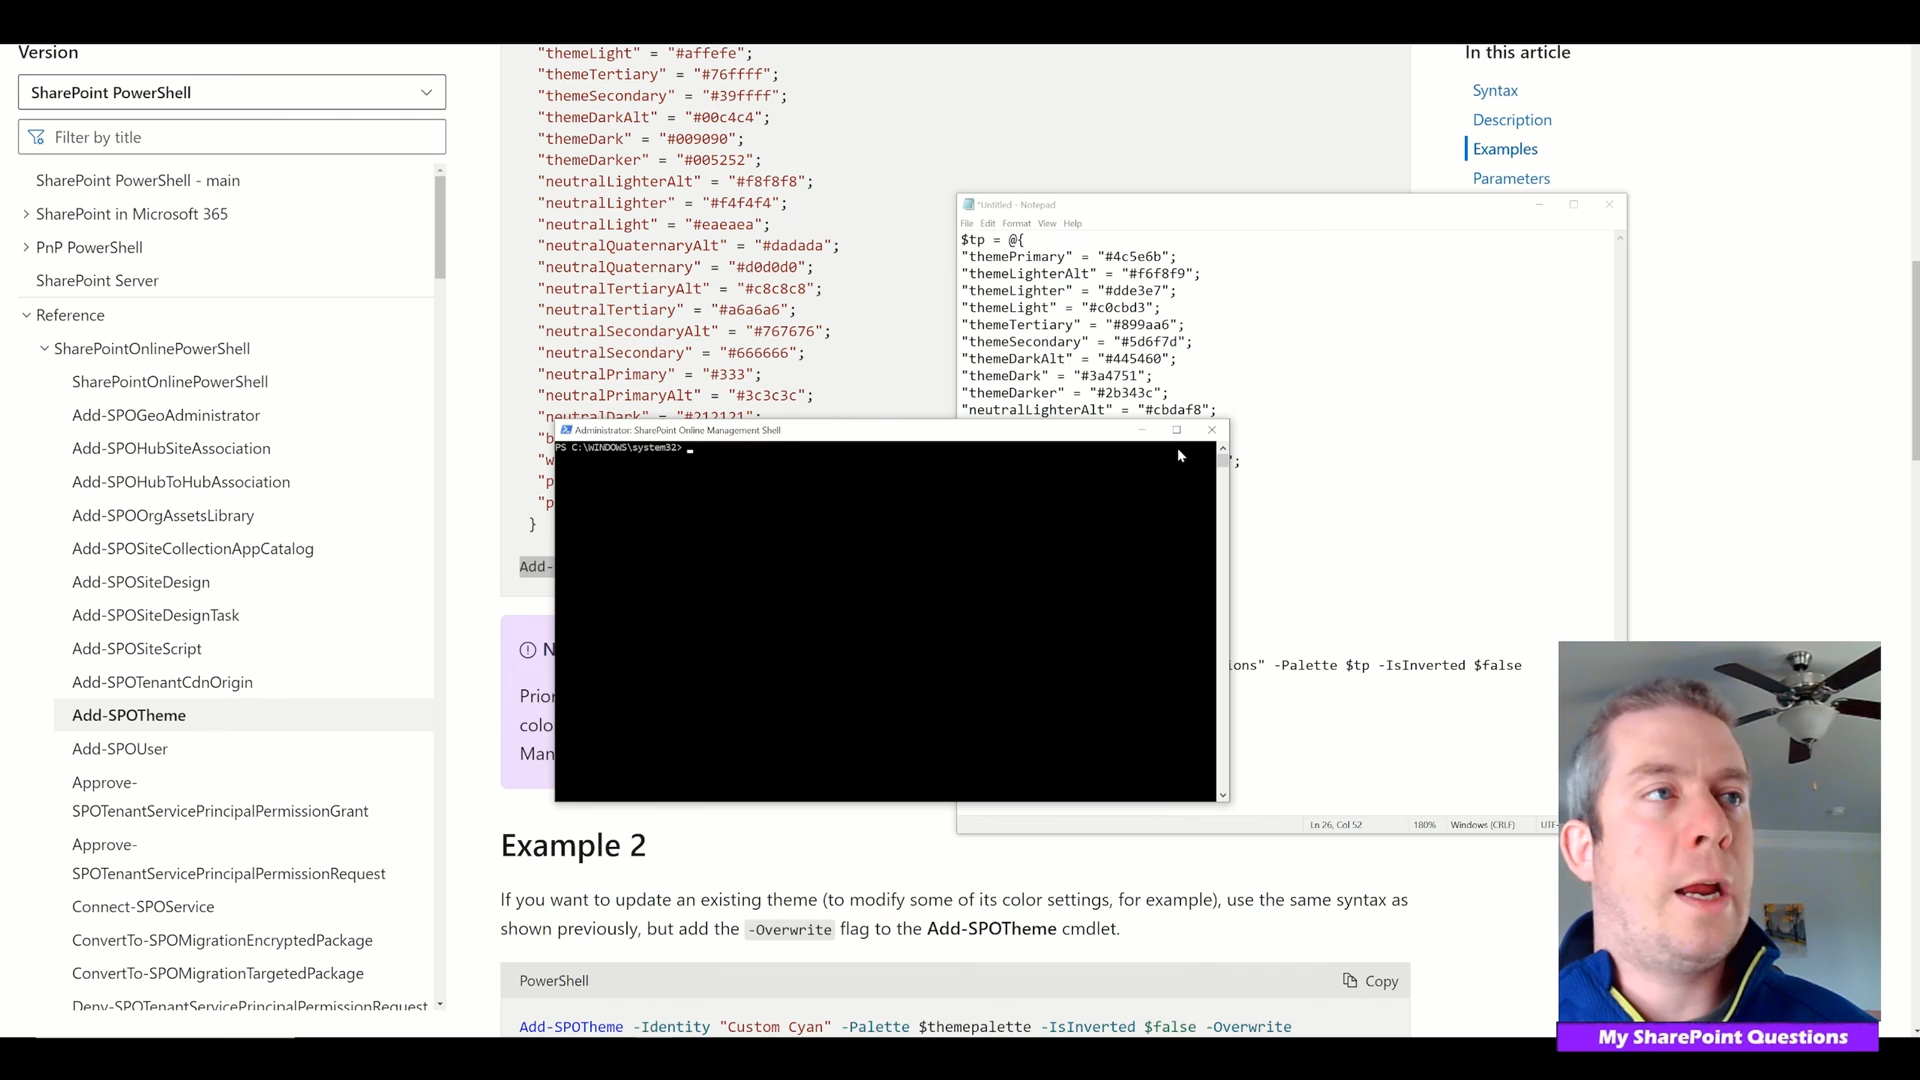 Version
SharePoint PowerShell
Filter by title
SharePoint PowerShell - main
SharePoint in Microsoft 365
PnP PowerShell
SharePoint Server
Reference
SharePointOnlinePowerShell
SharePointOnlinePowerShell
Add-SPOGeoAdministrator
Add-SPOHubSiteAssociation
Add-SPOHubToHubAssociation
Add-SPOOrgAssetsLibrary
Add-SPOSiteCollectionAppCatalog
Add-SPOSiteDesign
Add-SPOSiteDesignTask
Add-SPOSiteScript
Add-SPOTenantCdnOrigin
Add-SPOTheme
Add-SPOUser
Approve-
SPOTenantServicePrincipalPermissionGrant
Approve-
SPOTenantServicePrincipalPermissionRequest
Connect-SPOService
ConvertTo-SPOMigrationEncryptedPackage
ConvertTo-SPOMigrationTargetedPackage
Deny-SPOTenantServicePrincipalPermissionRequest
"themeLight" = "#affefe";
"themeTertiary" = "#76ffff";
"themeSecondary" = "#39ffff";
"themeDarkAlt" = "#00c4c4";
"themeDark" = "#009090";
"themeDarker" = "#005252";
"neutralLighterAlt" = "#f8f8f8";
"neutralLighter" = "#f4f4f4";
"neutralLight" = "#eaeaea";
"neutralQuaternaryAlt" = "#dadada";
"neutralQuaternary" = "#d0d0d0";
"neutralTertiaryAlt" = "#c8c8c8";
"neutralTertiary" = "#a6a6a6";
"neutralSecondaryAlt" = "#767676";
"neutralSecondary" = "#666666";
"neutralPrimary" = "#333";
"neutralPrimaryAlt" = "#3c3c3c";
"neutralDark" = "#212121";
"b
"w
"p
"p
}
Add-
N
Prior
colo
Man
Example 2
If you want to update an existing theme (to modify some of its color settings, for example), use the same syntax as
shown previously, but add the -Overwrite flag to the Add-SPOTheme cmdlet.
PowerShell
Copy
Add-SPOTheme -Identity "Custom Cyan" -Palette $themepalette -IsInverted $false -Overwrite
In this article
Syntax
Description
Examples
Parameters
*Untitled - Notepad
File Edit Format View Help
$tp = @{
"themePrimary" = "#4c5e6b";
"themeLighterAlt" = "#f6f8f9";
"themeLighter" = "#dde3e7";
"themeLight" = "#c0cbd3";
"themeTertiary" = "#899aa6";
"themeSecondary" = "#5d6f7d";
"themeDarkAlt" = "#445460";
"themeDark" = "#3a4751";
"themeDarker" = "#2b343c";
"neutralLighterAlt" = "#cbdaf8";
";
ions" -Palette $tp -IsInverted $false
Ln 26, Col 52
180%
Windows (CRLF)
UTF-
Administrator: SharePoint Online Management Shell
PS C:\WINDOWS\system32>
My SharePoint Questions